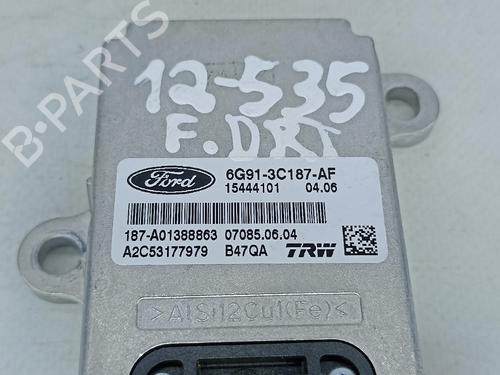 B-PARTS
12-535
F.DRT
Ford
6G91-3C187-AF
15444101 04.06
187-A01388863 07085.06.04
A2C53177979 B47QA TRW
>AlSi12Cu1(Fe)<